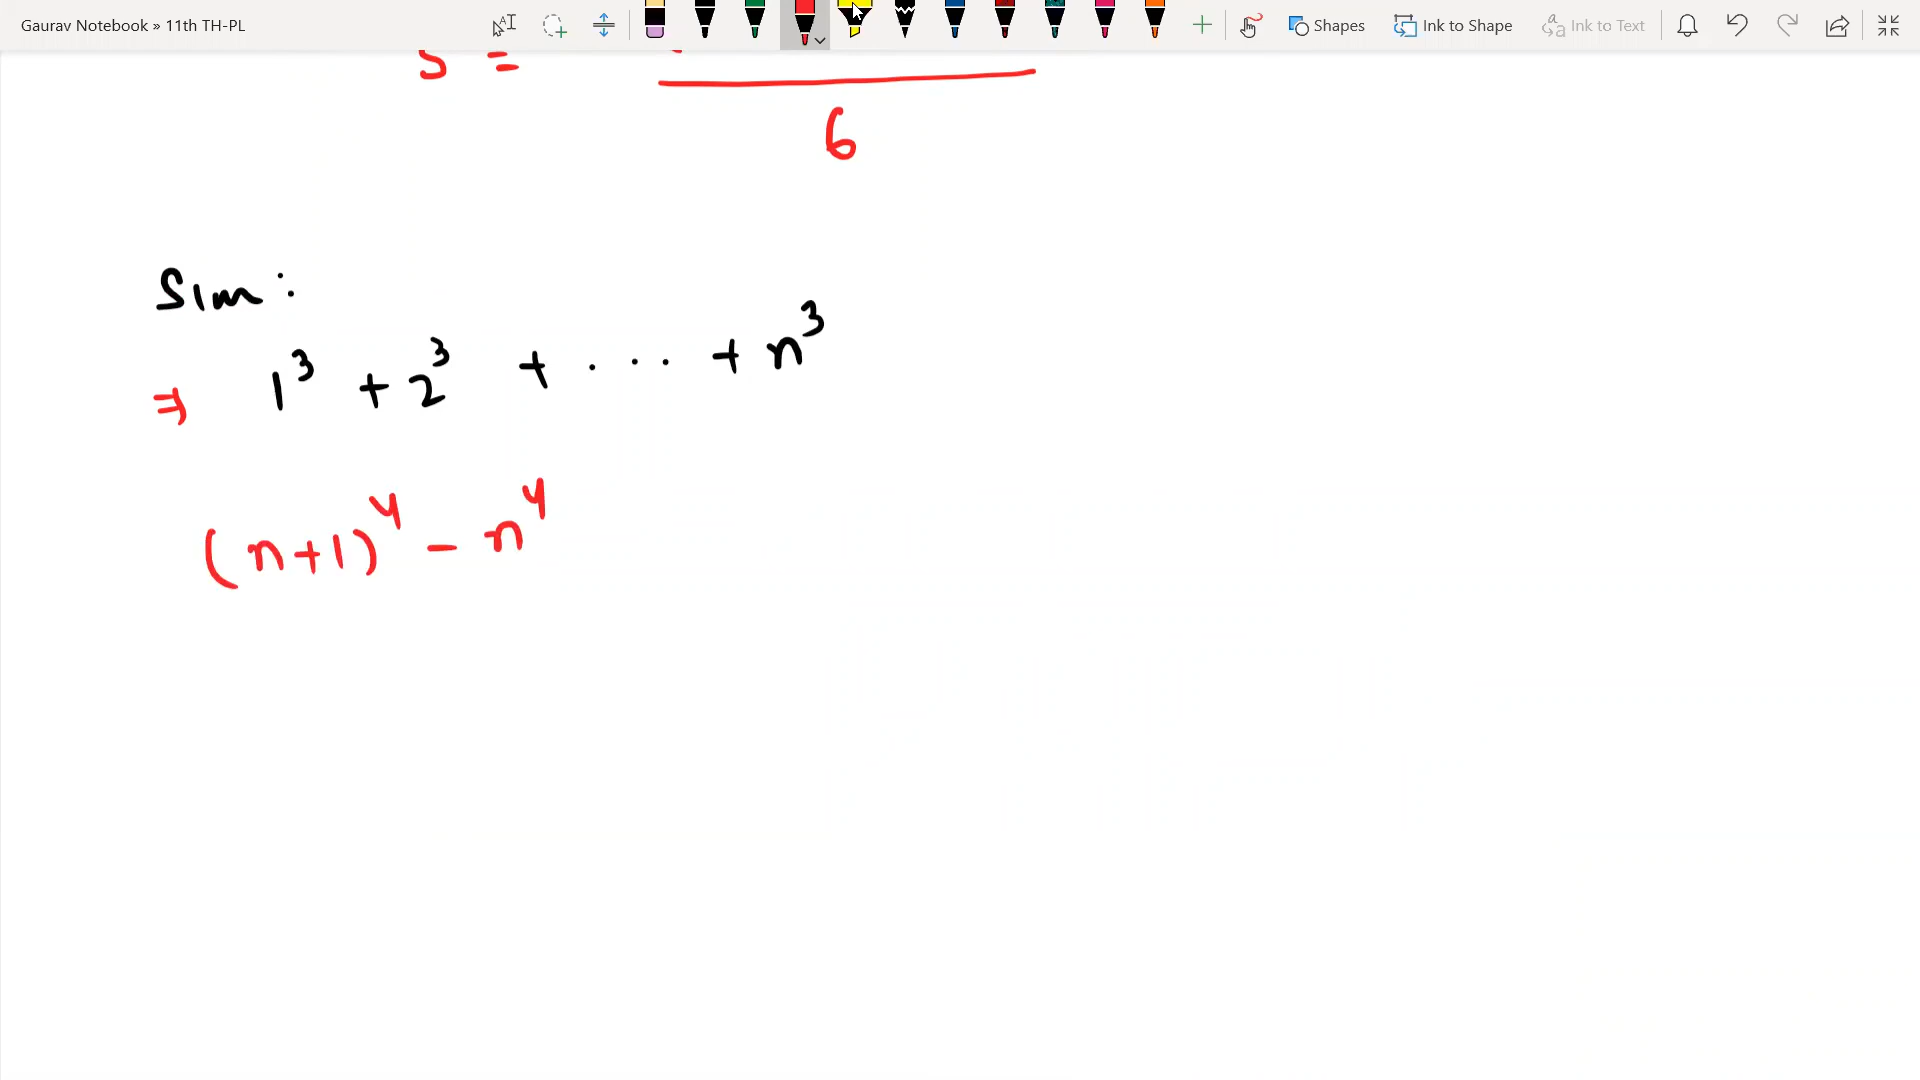 Gaurav Notebook » 11th TH-PL
Shapes
Ink to Shape
Ink to Text
S =
6
Sim :
⇒ 1³ + 2³ + . . . + n³
(n+1)⁴ - n⁴